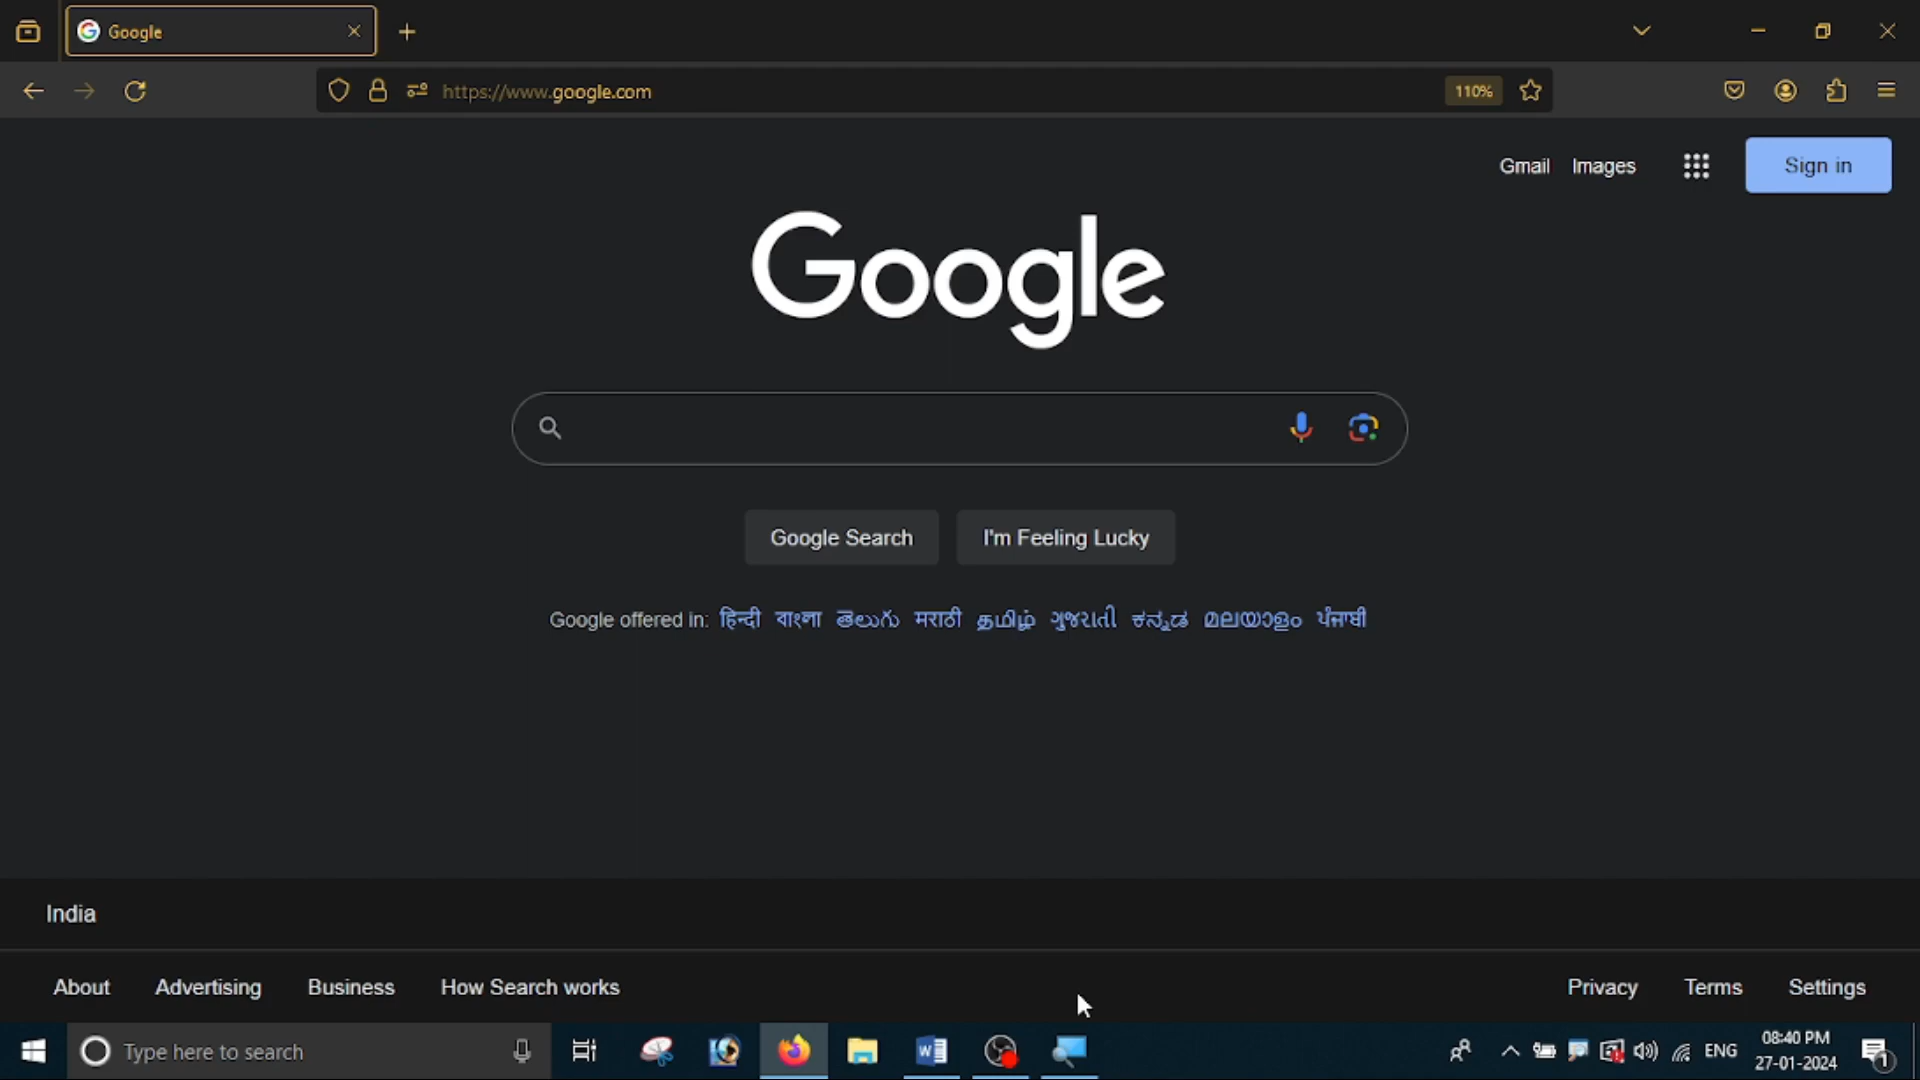 Google
https://www.google.com
110%
Gmail Images Sign in
Google
Google Search I'm Feeling Lucky
Google offered in: हिन्दी বাংলা తెలుగు मराठी தமிழ் ગુજરાતી ಕನ್ನಡ മലയാളം ਪੰਜਾਬੀ
India
About Advertising Business How Search works Privacy Terms Settings
Type here to search
ENG
08:40 PM
27-01-2024
1